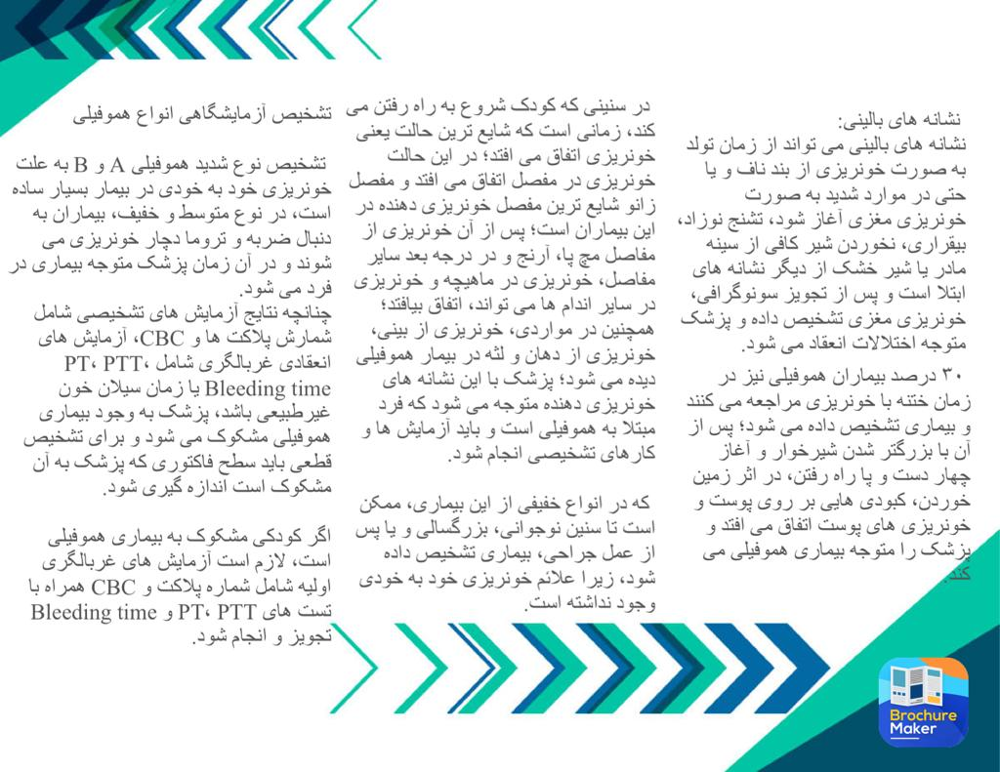 نشانه های بالینی:
نشانه های بالینی می تواند از زمان تولد
به صورت خونریزی از بند ناف و یا
حتی در موارد شدید به صورت
خونریزی مغزی آغاز شود، تشنج نوزاد،
بیقراری، نخوردن شیر کافی از سینه
مادر یا شیر خشک از دیگر نشانه های
ابتلا است و پس از تجویز سونوگرافی،
خونریزی مغزی تشخیص داده و پزشک
متوجه اختلالات انعقاد می شود.
۳۰ درصد بیماران هموفیلی نیز در
زمان ختنه با خونریزی مراجعه می کنند
و بیماری تشخیص داده می شود؛ پس از
آن با بزرگتر شدن شیرخوار و آغاز
چهار دست و پا راه رفتن، در اثر زمین
خوردن، کبودی هایی بر روی پوست و
خونریزی های پوست اتفاق می افتد و
پزشک را متوجه بیماری هموفیلی می
کند.
در سنینی که کودک شروع به راه رفتن می
کند، زمانی است که شایع ترین حالت یعنی
خونریزی اتفاق می افتد؛ در این حالت
خونریزی در مفصل اتفاق می افتد و مفصل
زانو شایع ترین مفصل خونریزی دهنده در
این بیماران است؛ پس از آن خونریزی از
مفاصل مچ پا، آرنج و در درجه بعد سایر
مفاصل، خونریزی در ماهیچه و خونریزی
در سایر اندام ها می تواند، اتفاق بیافتد؛
همچنین در مواردی، خونریزی از بینی،
خونریزی از دهان و لثه در بیمار هموفیلی
دیده می شود؛ پزشک با این نشانه های
خونریزی دهنده متوجه می شود که فرد
مبتلا به هموفیلی است و باید آزمایش ها و
کارهای تشخیصی انجام شود.
که در انواع خفیفی از این بیماری، ممکن
است تا سنین نوجوانی، بزرگسالی و یا پس
از عمل جراحی، بیماری تشخیص داده
شود، زیرا علائم خونریزی خود به خودی
وجود نداشته است.
تشخیص آزمایشگاهی انواع هموفیلی
تشخیص نوع شدید هموفیلی A و B به علت
خونریزی خود به خودی در بیمار بسیار ساده
است، در نوع متوسط و خفیف، بیماران به
دنبال ضربه و تروما دچار خونریزی می
شوند و در آن زمان پزشک متوجه بیماری در
فرد می شود.
چنانچه نتایج آزمایش های تشخیصی شامل
شمارش پلاکت ها و CBC، آزمایش های
انعقادی غربالگری شامل PT، PTT،
Bleeding time یا زمان سیلان خون
غیرطبیعی باشد، پزشک به وجود بیماری
هموفیلی مشکوک می شود و برای تشخیص
قطعی باید سطح فاکتوری که پزشک به آن
مشکوک است اندازه گیری شود.
اگر کودکی مشکوک به بیماری هموفیلی
است، لازم است آزمایش های غربالگری
اولیه شامل شماره پلاکت و CBC همراه با
تست های PT، PTT و Bleeding time
تجویز و انجام شود.
Brochure
Maker